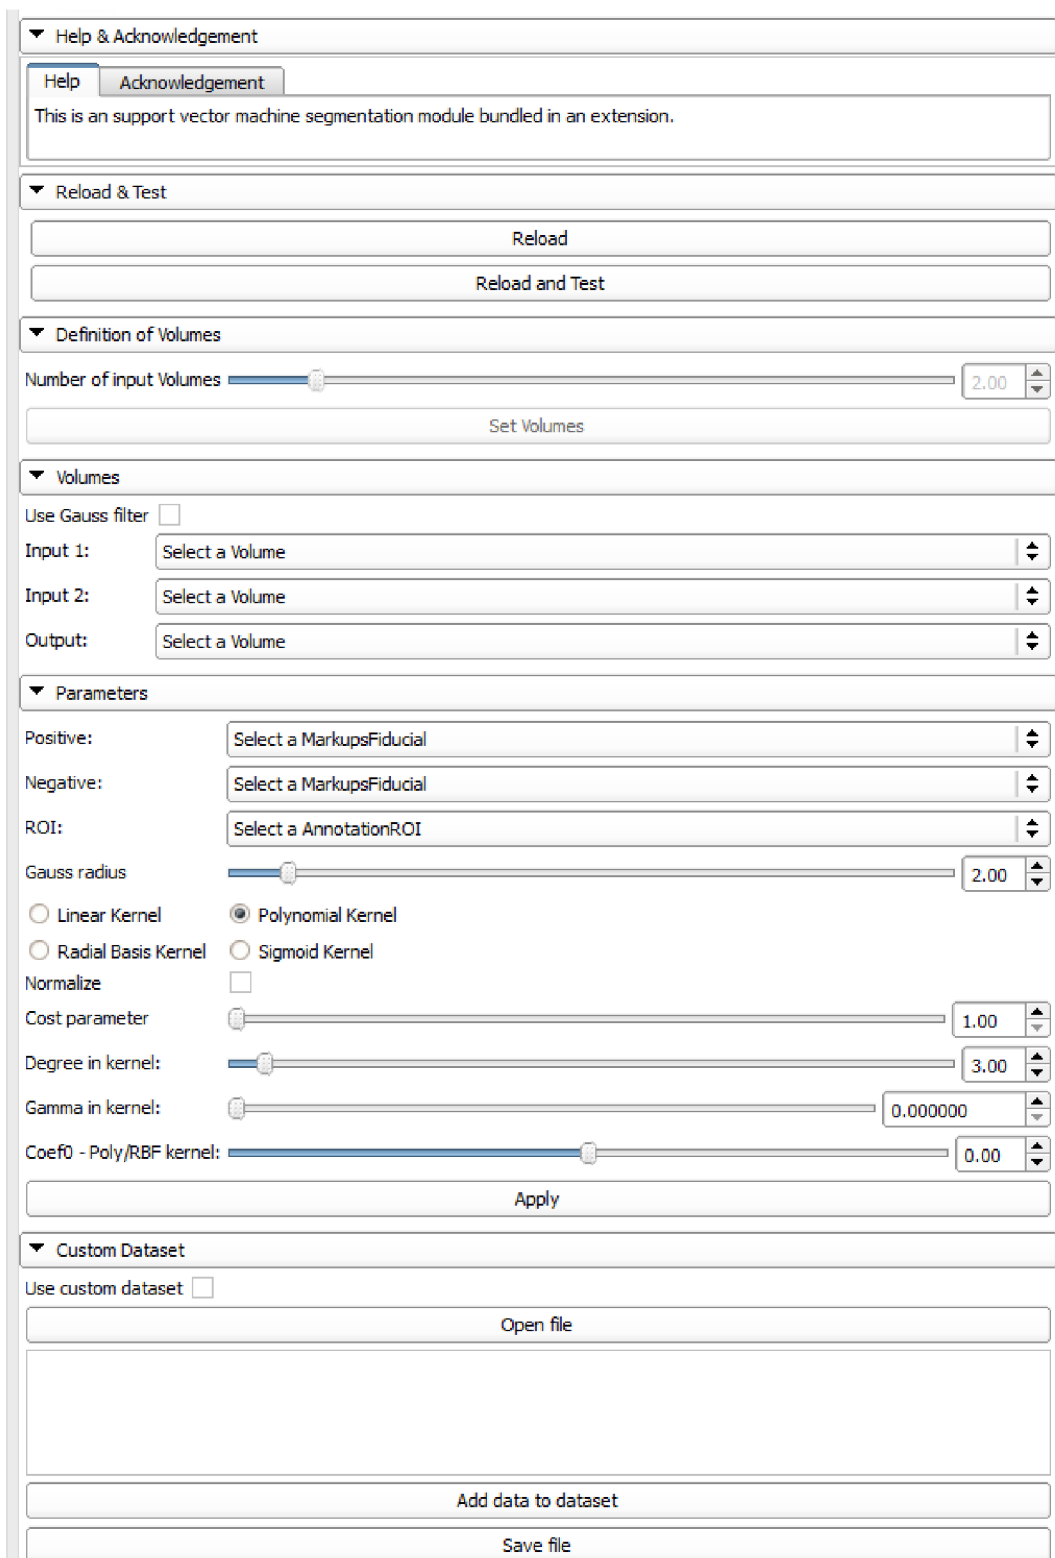 Help & Acknowledgement
Help Acknowledgement
This is an support vector machine segmentation module bundled in an extension.
Reload & Test
Reload
Reload and Test
Definition of Volumes
Number of input Volumes 2.00
Set Volumes
Volumes
Use Gauss filter
Input 1: Select a Volume
Input 2: Select a Volume
Output: Select a Volume
Parameters
Positive: Select a MarkupsFiducial
Negative: Select a MarkupsFiducial
ROI: Select a AnnotationROI
Gauss radius 2.00
Linear Kernel Polynomial Kernel
Radial Basis Kernel Sigmoid Kernel
Normalize
Cost parameter 1.00
Degree in kernel: 3.00
Gamma in kernel: 0.000000
Coef0 - Poly/RBF kernel: 0.00
Apply
Custom Dataset
Use custom dataset
Open file
Add data to dataset
Save file